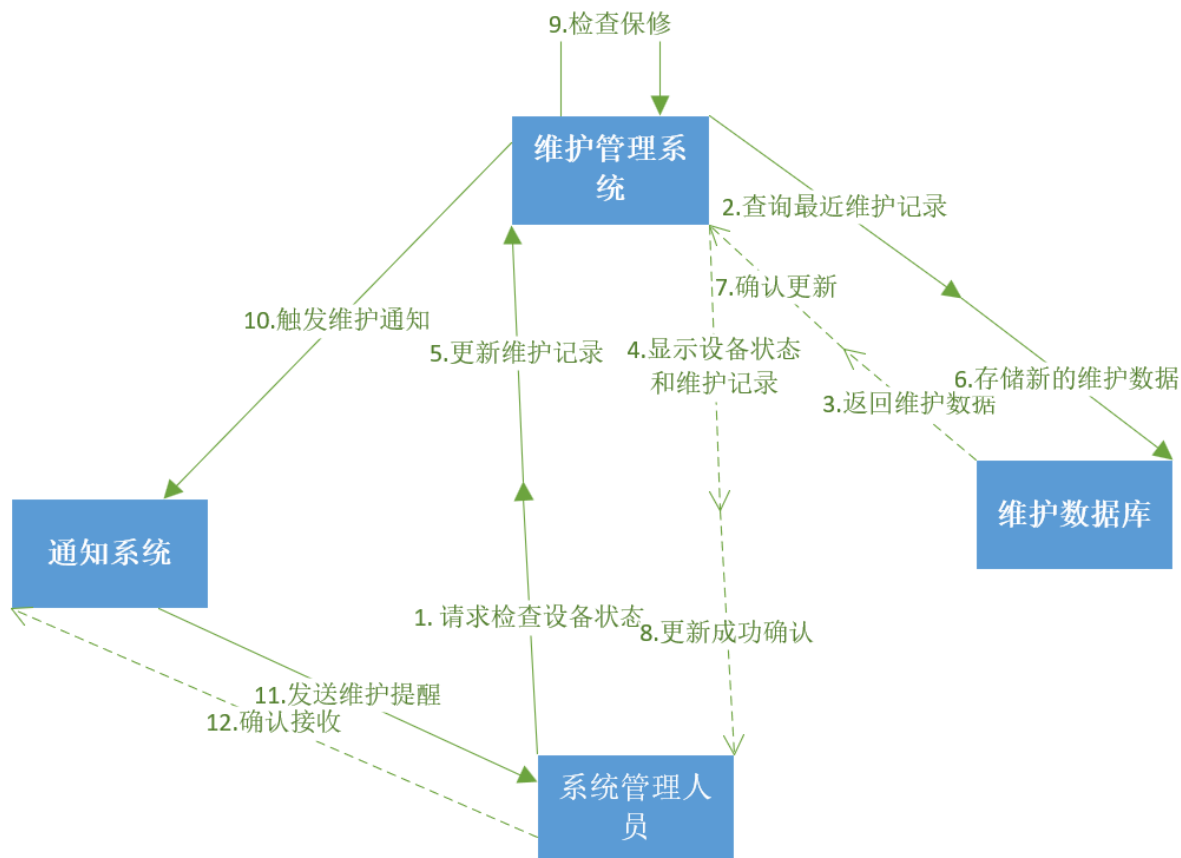 9.检查保修
维护管理系
统
2.查询最近维护记录
7.确认更新
10.触发维护通知
5.更新维护记录
4.显示设备状态
和维护记录
6.存储新的维护数据
3.返回维护数据
通知系统
维护数据库
1. 请求检查设备状态
8.更新成功确认
11.发送维护提醒
12.确认接收
系统管理人
员